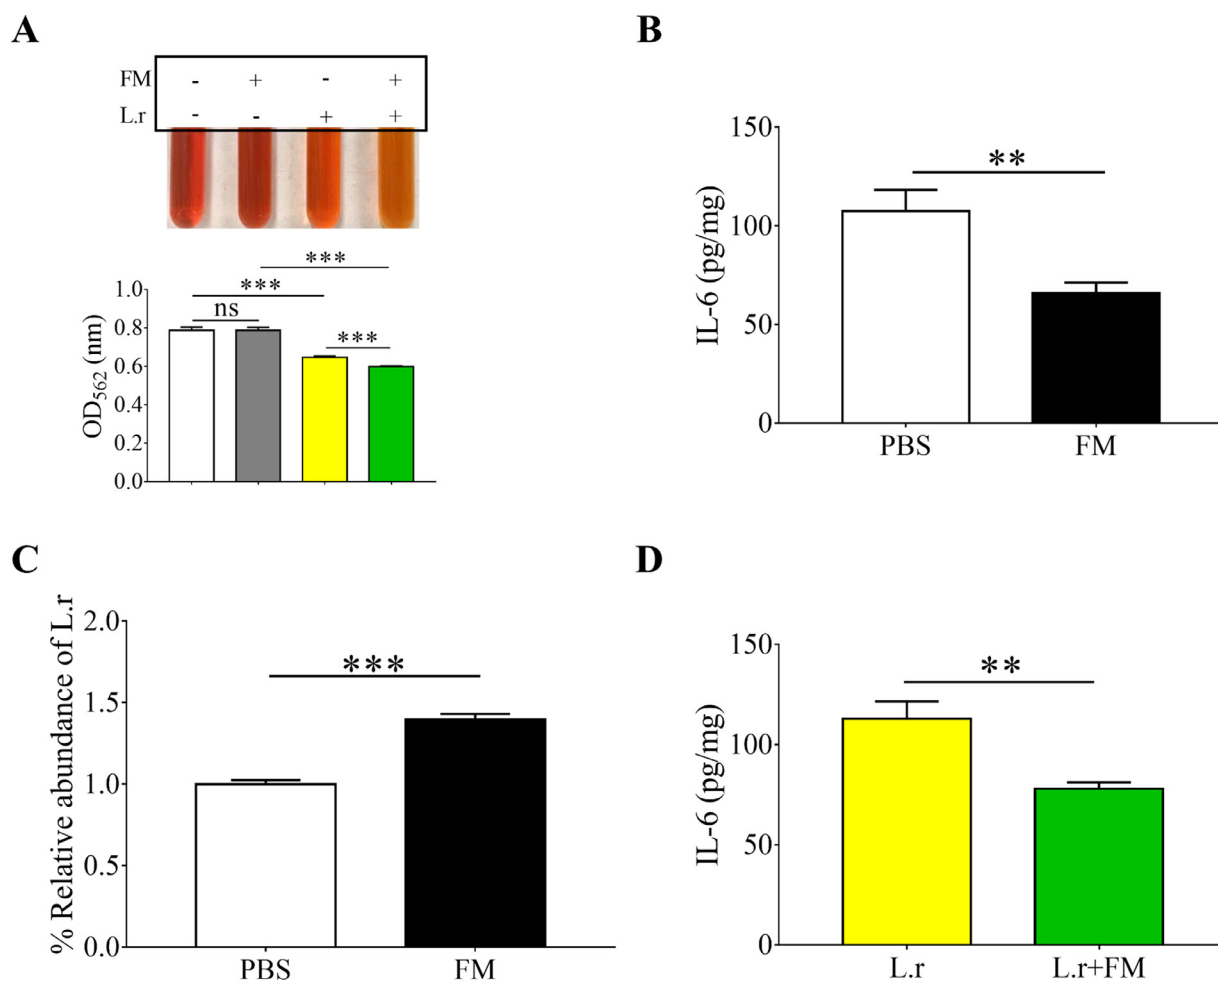 A
FM - + - +
L.r - - + +
***
***
ns
***
1.0
0.8
0.6
0.4
0.2
0.0
OD562 (nm)
B
150
100
50
0
IL-6 (pg/mg)
**
PBS FM
C
2.0
1.5
1.0
0.5
0.0
% Relative abundance of L.r
***
PBS FM
D
150
100
50
0
IL-6 (pg/mg)
**
L.r L.r+FM